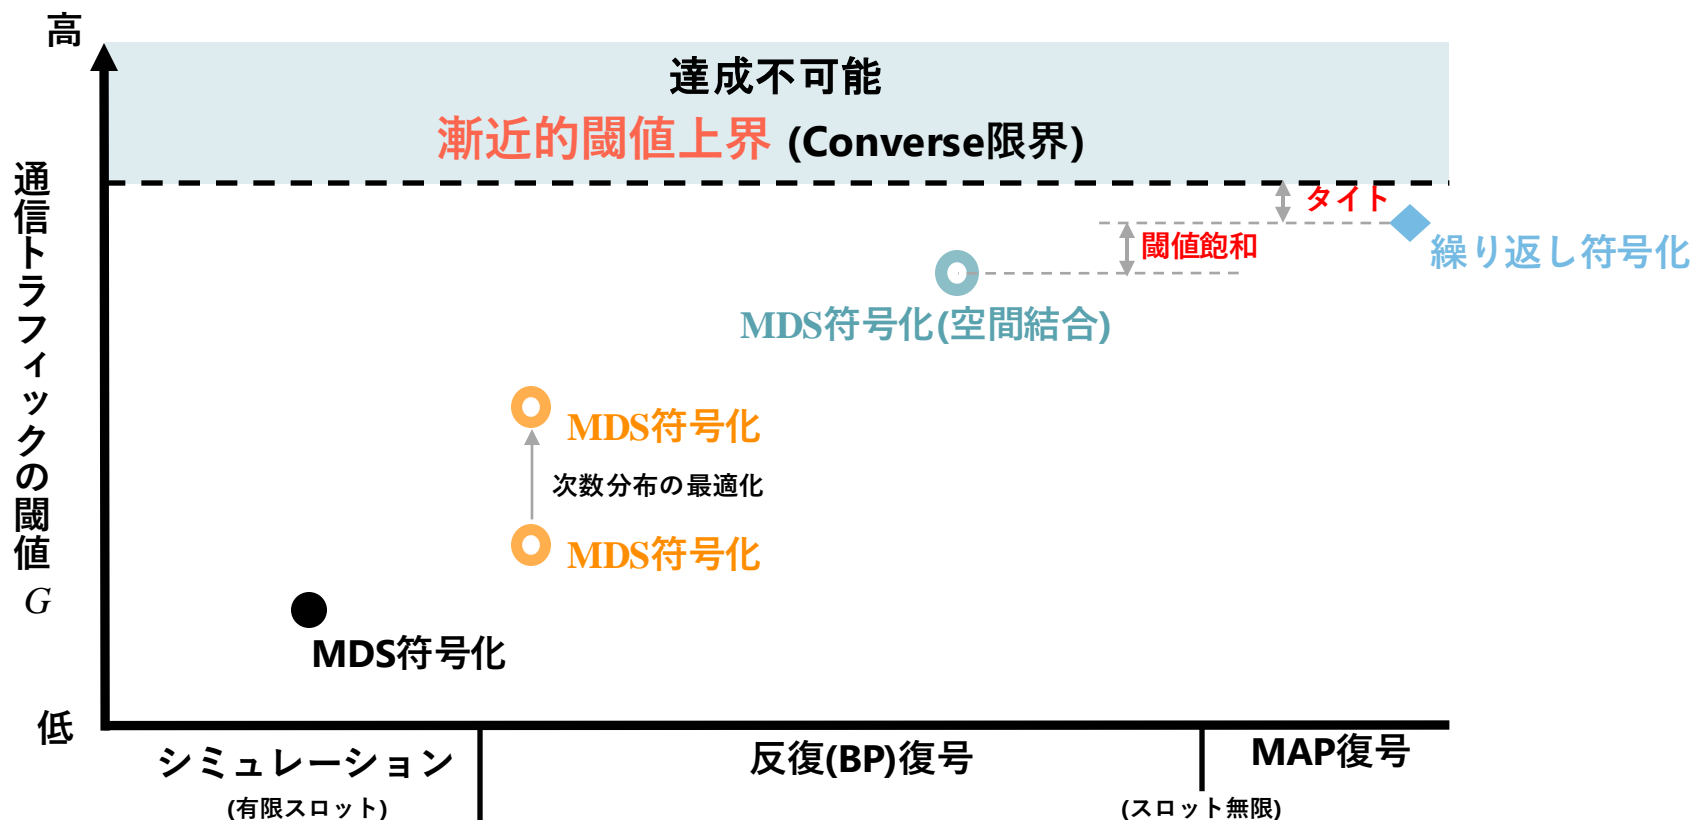 高
達成不可能
漸近的閾値上界 (Converse限界)
通信トラフィックの閾値 G
タイト
閾値飽和
繰り返し符号化
MDS符号化(空間結合)
MDS符号化
次数分布の最適化
MDS符号化
MDS符号化
低
シミュレーション
(有限スロット)
反復(BP)復号
MAP復号
(スロット無限)